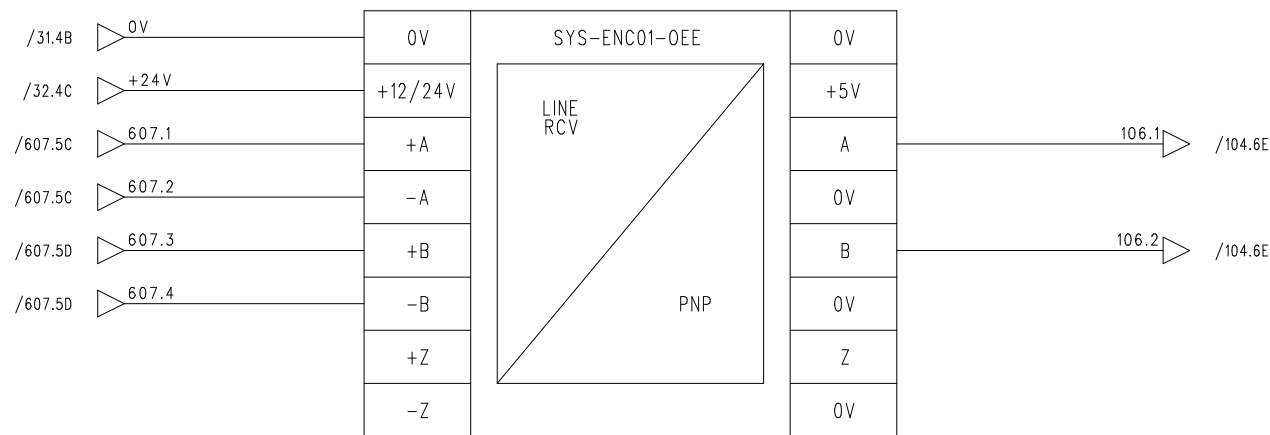 /31.4B 0V 0V SYS-ENC01-OEE 0V
/32.4C +24V +12/24V +5V
LINE
RCV
/607.5C 607.1 +A A 106.1 /104.6E
/607.5C 607.2 -A 0V
/607.5D 607.3 +B B 106.2 /104.6E
/607.5D 607.4 -B PNP 0V
+Z Z
-Z 0V